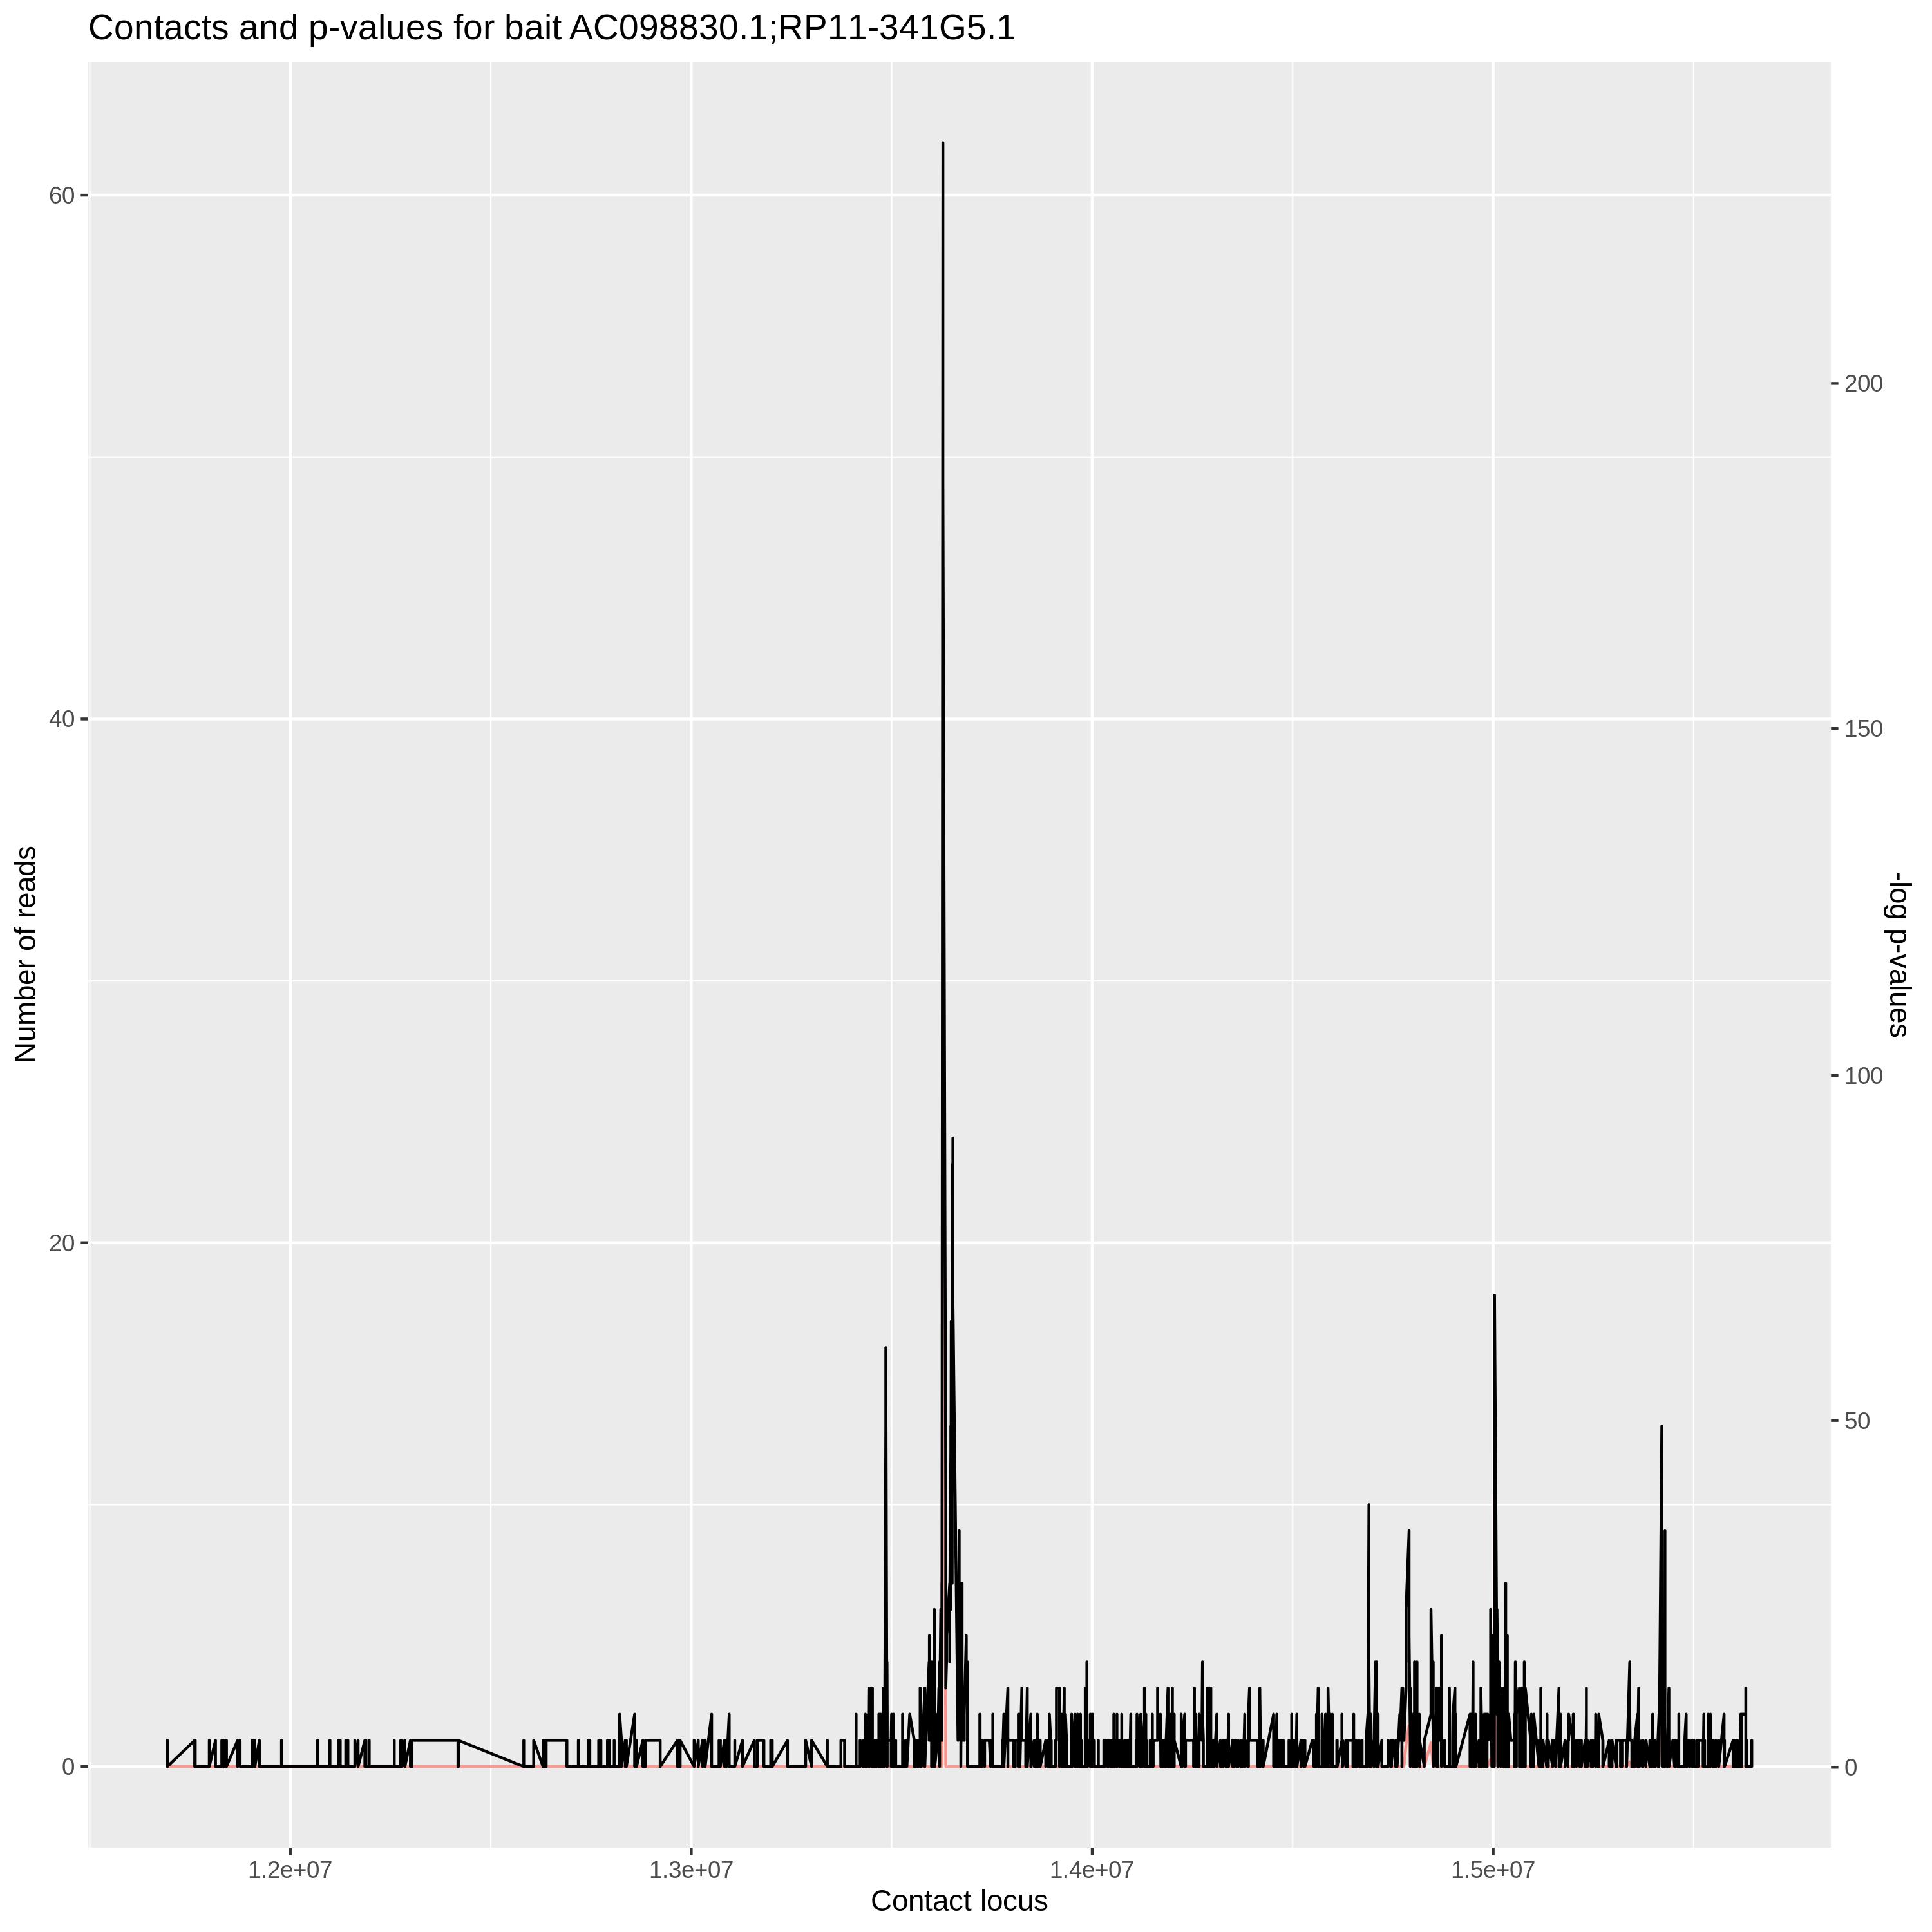 Contacts and p-values for bait AC098830.1;RP11-341G5.1
60
40
20
0
Number of reads
200
150
100
50
0
-log p-values
1.2e+07
1.3e+07
1.4e+07
1.5e+07
Contact locus